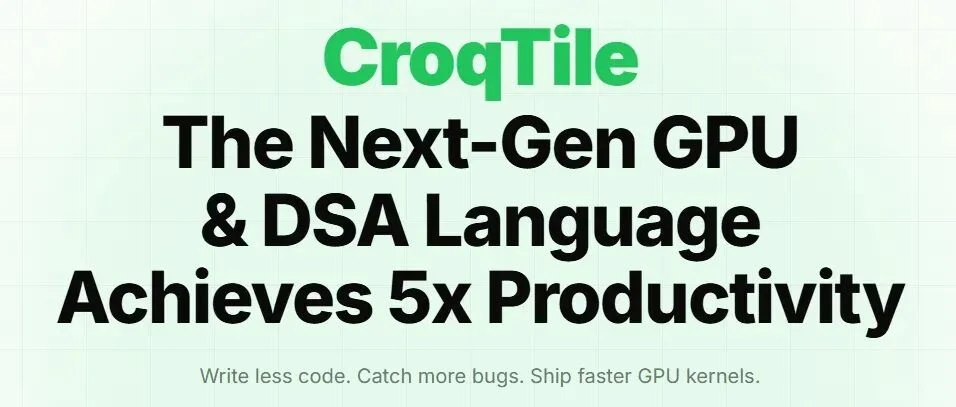 CroqTile
The Next-Gen GPU
& DSA Language
Achieves 5x Productivity
Write less code. Catch more bugs. Ship faster GPU kernels.